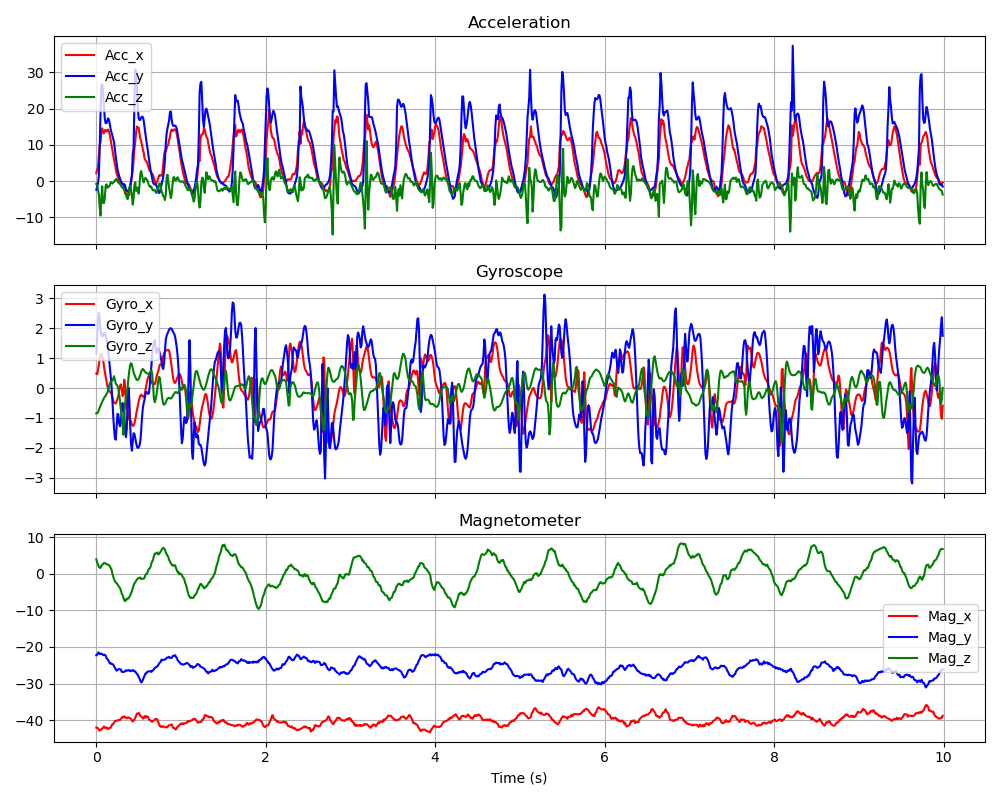 Acceleration
Acc_x
Acc_y
Acc_z
30
20
10
0
−10
Gyroscope
Gyro_x
Gyro_y
Gyro_z
3
2
1
0
−1
−2
−3
Magnetometer
10
0
−10
−20
−30
−40
Mag_x
Mag_y
Mag_z
0 2 4 6 8 10
Time (s)